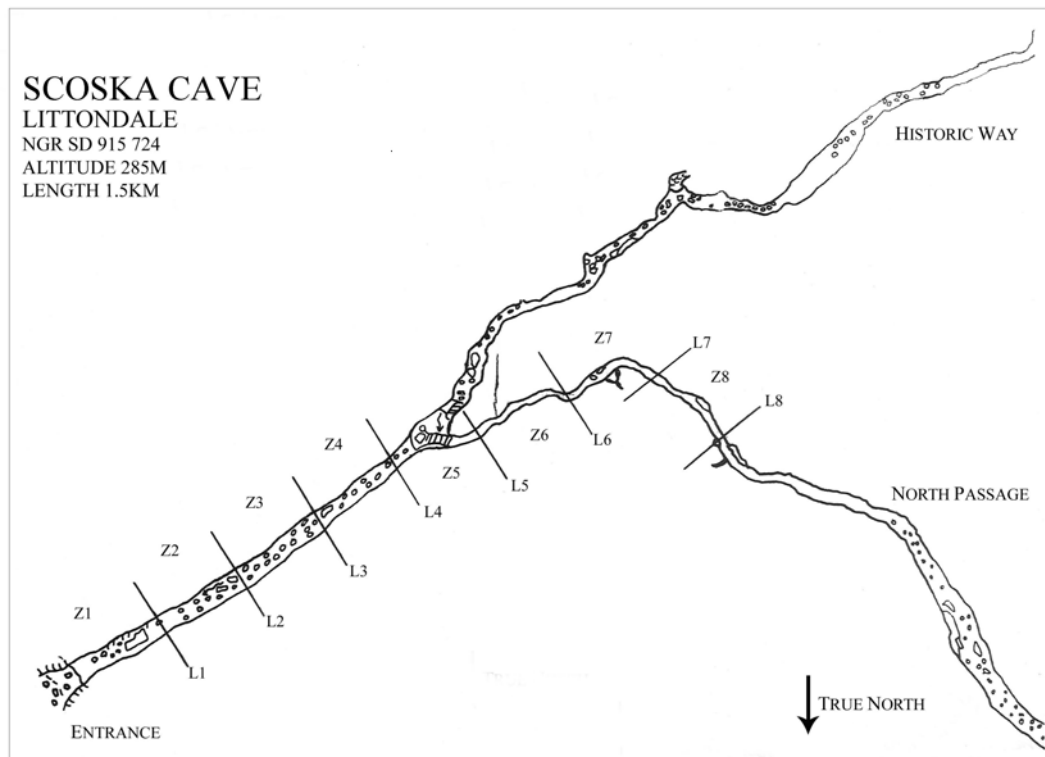 SCOSKA CAVE
LITTONDALE
NGR SD 915 724
ALTITUDE 285M
LENGTH 1.5KM
HISTORIC WAY
Z7
L7
Z8
L8
Z4
Z6
L6
Z5
L5
Z3
L4
NORTH PASSAGE
Z2
L3
Z1
L2
L1
TRUE NORTH
ENTRANCE